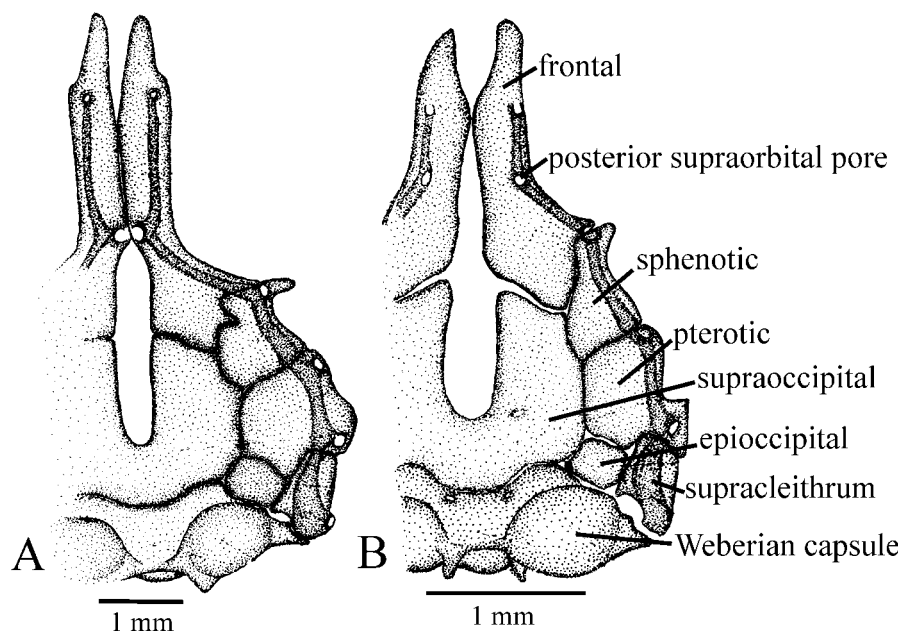 frontal
posterior supraorbital pore
sphenotic
pterotic
supraoccipital
epioccipital
supracleithrum
Weberian capsule
A
B
1 mm
1 mm